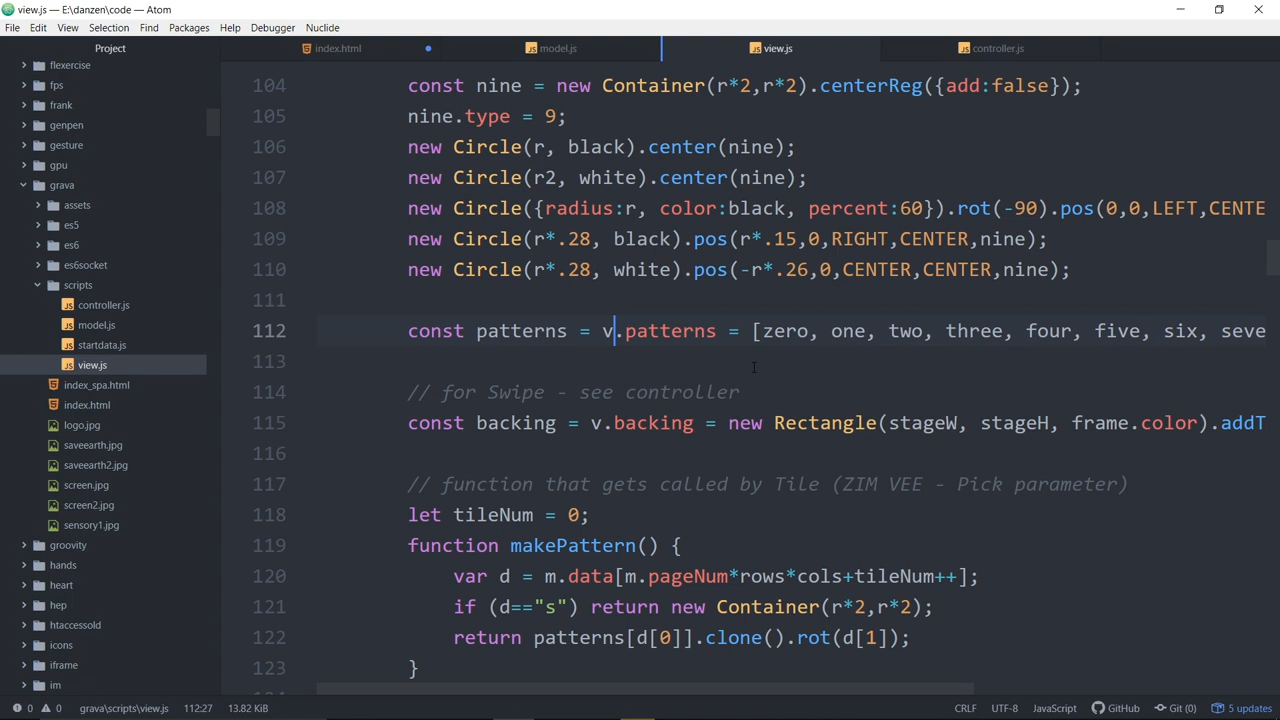 view.js — E:\danzen\code — Atom
File Edit View Selection Find Packages Help Debugger Nuclide
Project
index.html
model.js
view.js
controller.js
flexercise
fps
frank
genpen
gesture
gpu
grava
assets
es5
es6
es6socket
scripts
controller.js
model.js
startdata.js
view.js
index_spa.html
index.html
logo.jpg
saveearth.jpg
saveearth2.jpg
screen.jpg
screen2.jpg
sensory1.jpg
groovity
hands
heart
hep
htaccessold
icons
iframe
im
104 const nine = new Container(r*2,r*2).centerReg({add:false});
105 nine.type = 9;
106 new Circle(r, black).center(nine);
107 new Circle(r2, white).center(nine);
108 new Circle({radius:r, color:black, percent:60}).rot(-90).pos(0,0,LEFT,CENTE
109 new Circle(r*.28, black).pos(r*.15,0,RIGHT,CENTER,nine);
110 new Circle(r*.28, white).pos(-r*.26,0,CENTER,CENTER,nine);
111
112 const patterns = v.patterns = [zero, one, two, three, four, five, six, seve
113
114 // for Swipe - see controller
115 const backing = v.backing = new Rectangle(stageW, stageH, frame.color).addT
116
117 // function that gets called by Tile (ZIM VEE - Pick parameter)
118 let tileNum = 0;
119 function makePattern() {
120 var d = m.data[m.pageNum*rows*cols+tileNum++];
121 if (d=="s") return new Container(r*2,r*2);
122 return patterns[d[0]].clone().rot(d[1]);
123 }
0 0 grava\scripts\view.js 112:27 13.82 KiB CRLF UTF-8 JavaScript GitHub Git (0) 5 updates